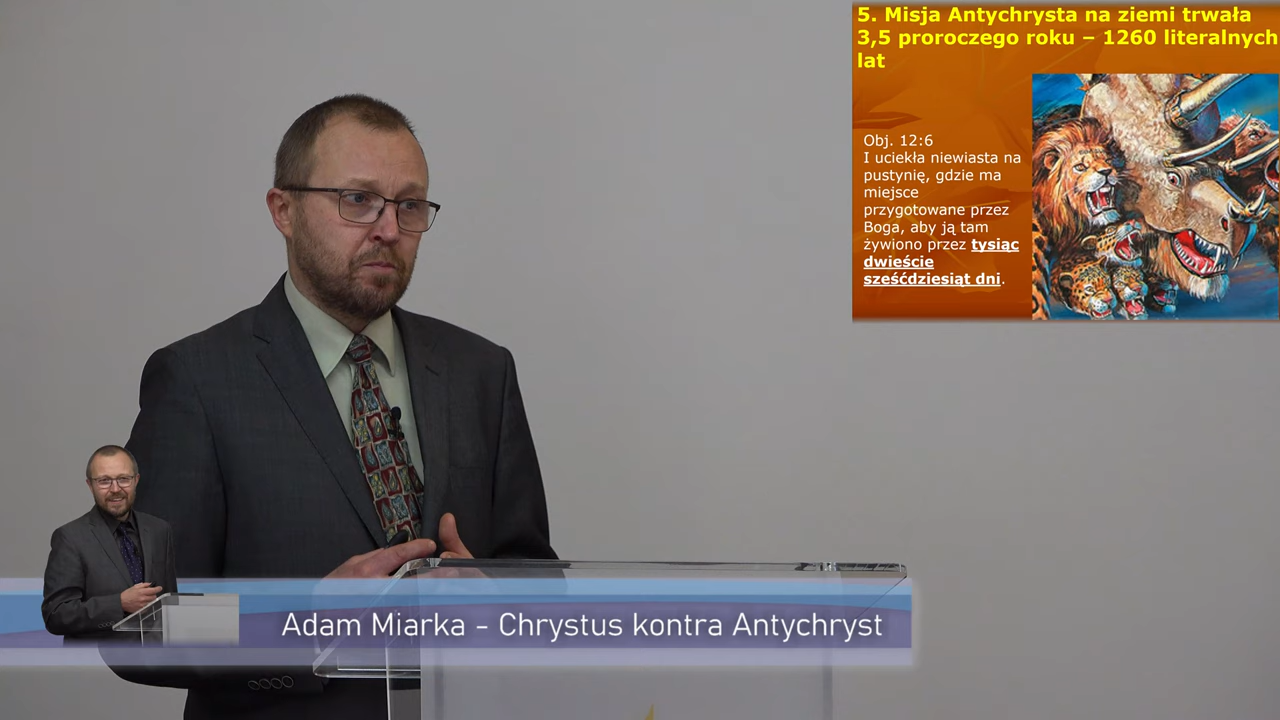 5. Misja Antychrysta na ziemi trwała
3,5 proroczego roku – 1260 literalnych
lat
Obj. 12:6
I uciekła niewiasta na
pustynię, gdzie ma
miejsce
przygotowane przez
Boga, aby ją tam
żywiono przez tysiąc
dwieście
sześćdziesiąt dni.
Adam Miarka - Chrystus kontra Antychryst